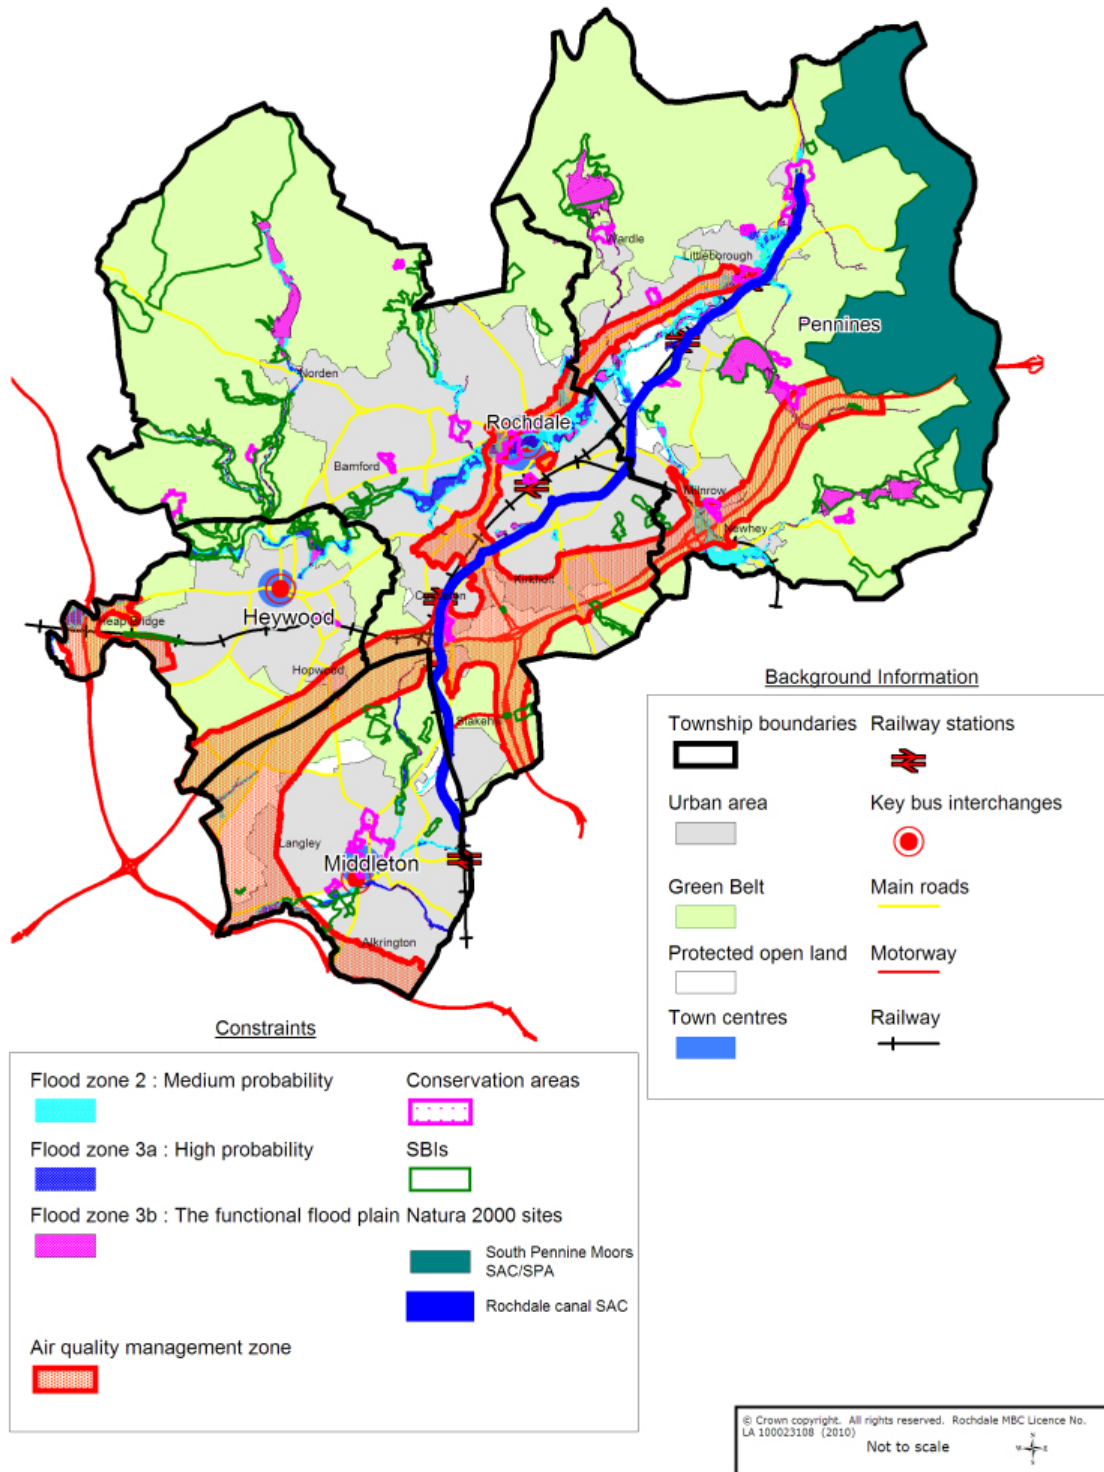 Wardle
Littleborough
Pennines
Norden
Rochdale
Bamford
Milnrow
Newhey
Kirkholt
Castleton
Heap Bridge
Heywood
Hopwood
Stakehill
Langley
Middleton
Alkrington
Background Information
Township boundaries
Railway stations
Urban area
Key bus interchanges
Green Belt
Main roads
Protected open land
Motorway
Town centres
Railway
Constraints
Flood zone 2 : Medium probability
Conservation areas
Flood zone 3a : High probability
SBIs
Flood zone 3b : The functional flood plain
Natura 2000 sites
South Pennine Moors
SAC/SPA
Rochdale canal SAC
Air quality management zone
© Crown copyright. All rights reserved. Rochdale MBC Licence No.
LA 100023108 (2010)
Not to scale
N
W E
S